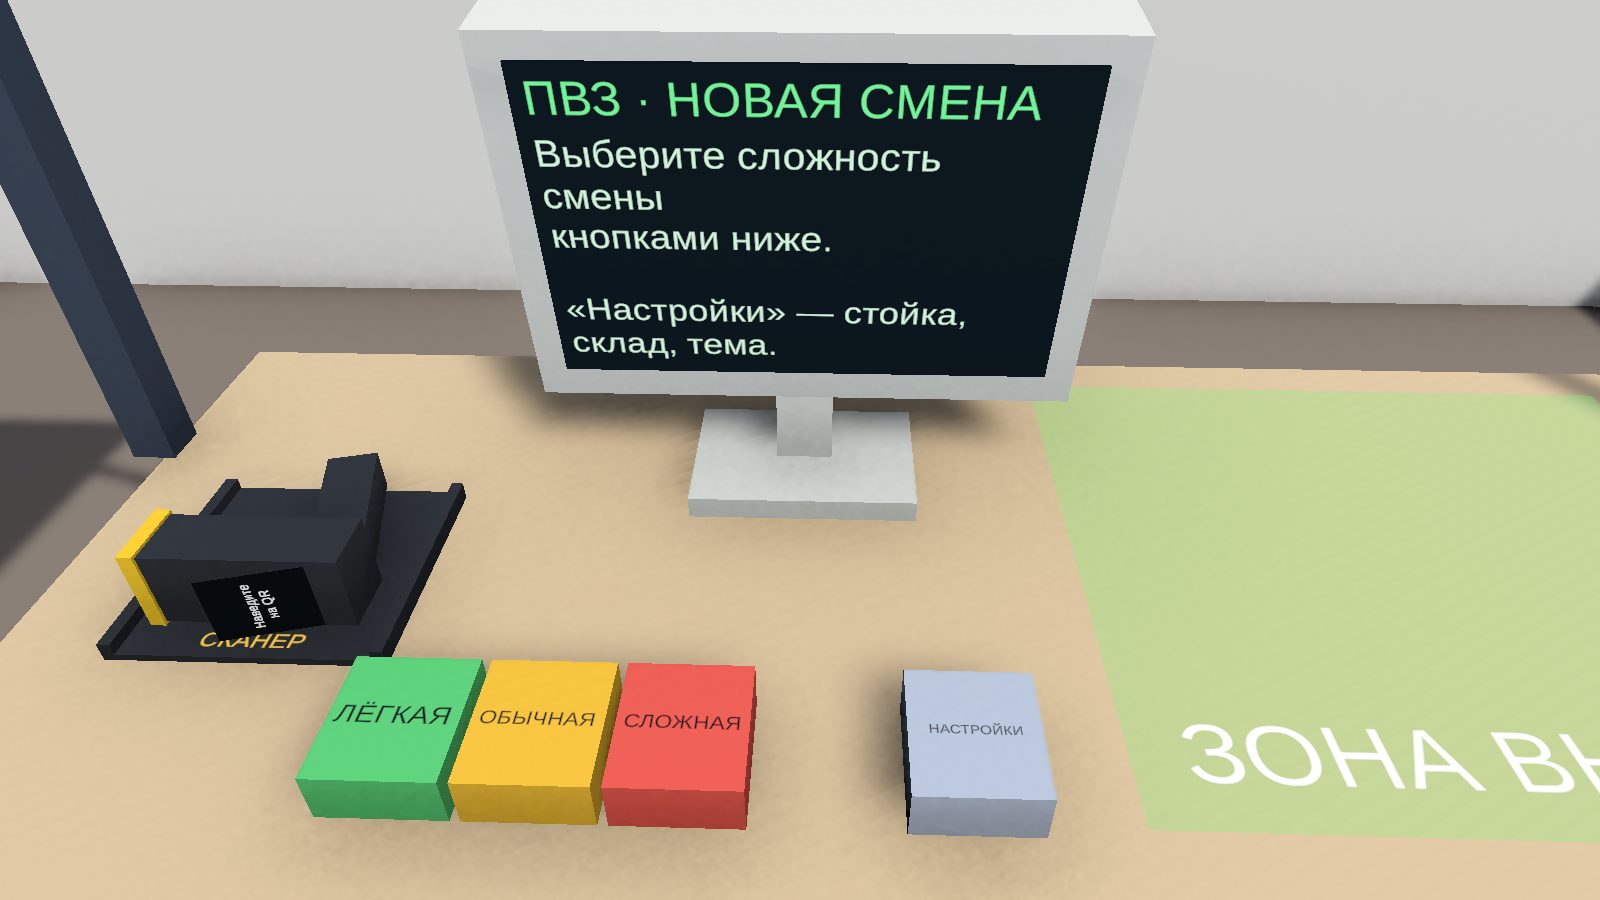 ПВЗ · НОВАЯ СМЕНА
Выберите сложность
смены
кнопками ниже.
«Настройки» — стойка,
склад, тема.
Наведите
на QR
СКАНЕР
ЛЁГКАЯ
ОБЫЧНАЯ
СЛОЖНАЯ
НАСТРОЙКИ
ЗОНА